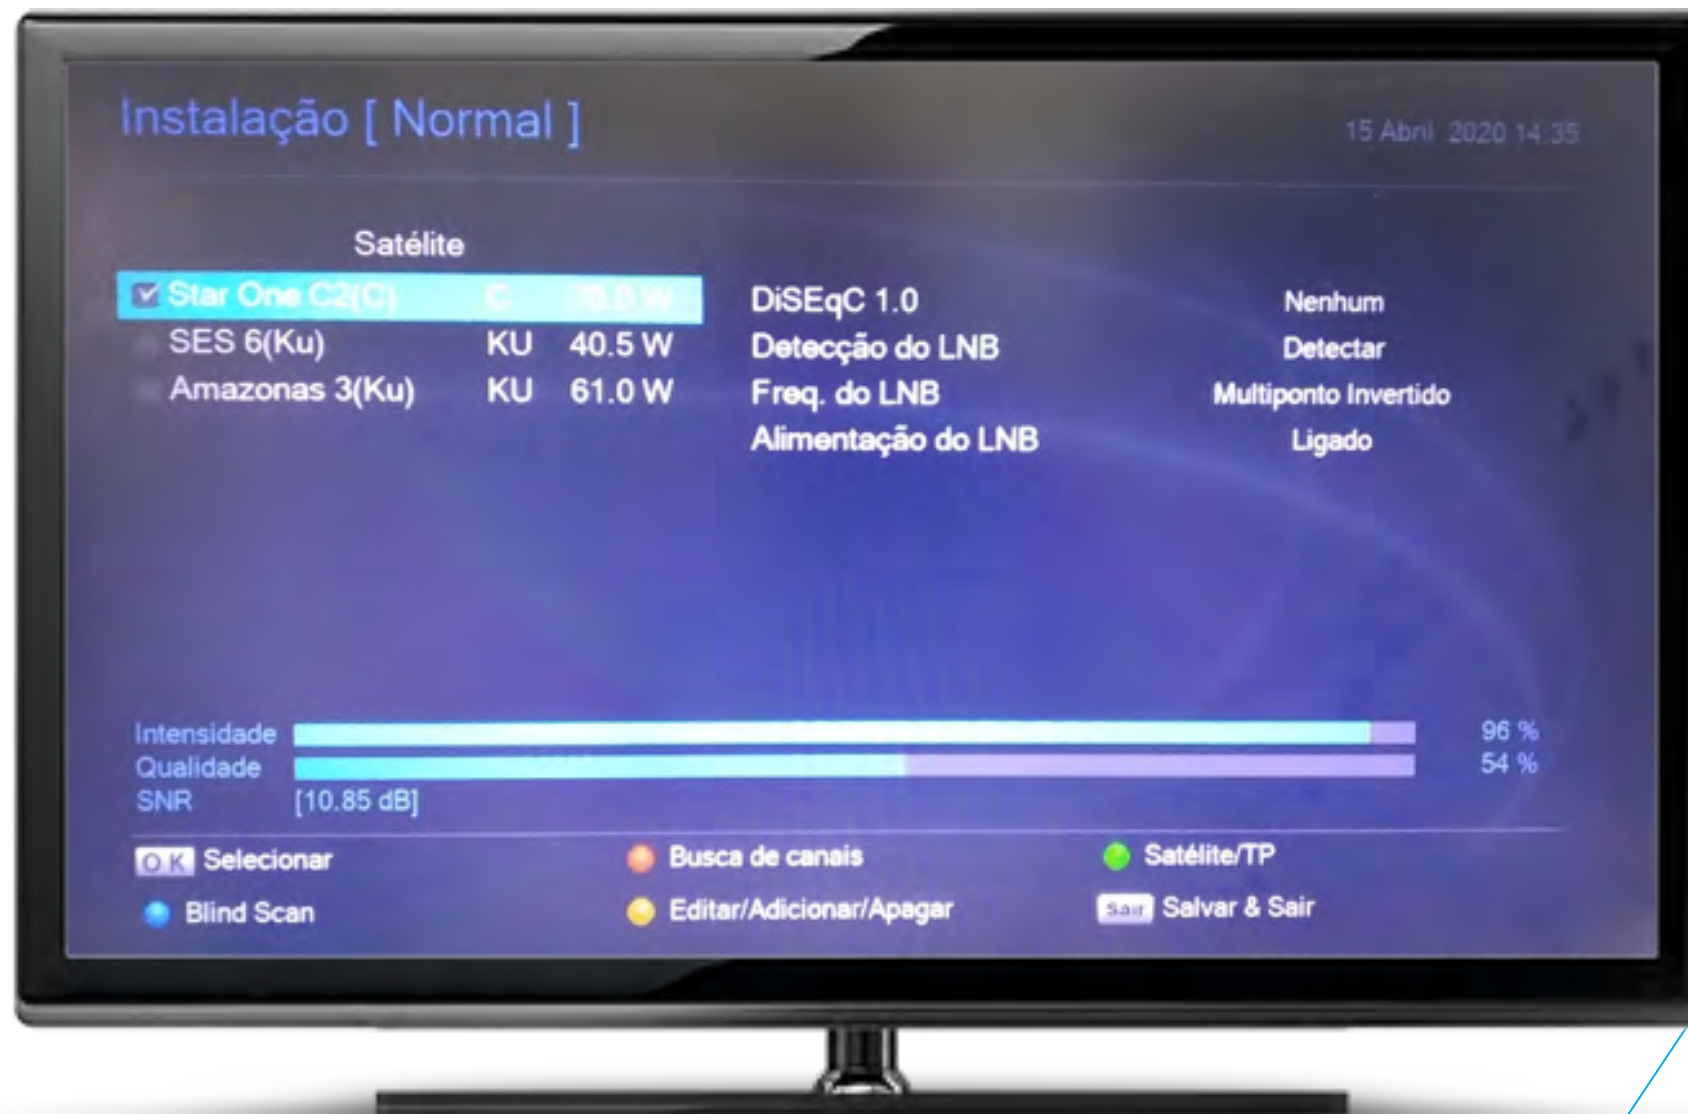 Instalação [ Normal ]
15 Abril 2020 14:35
Satélite
Star One C2(C) C W
SES 6(Ku) KU 40.5 W
Amazonas 3(Ku) KU 61.0 W
DiSEqC 1.0 Nenhum
Detecção do LNB Detectar
Freq. do LNB Multiponto Invertido
Alimentação do LNB Ligado
Intensidade 96 %
Qualidade 54 %
SNR [10.85 dB]
OK Selecionar
Busca de canais
Satélite/TP
Blind Scan
Editar/Adicionar/Apagar
Sair Salvar & Sair